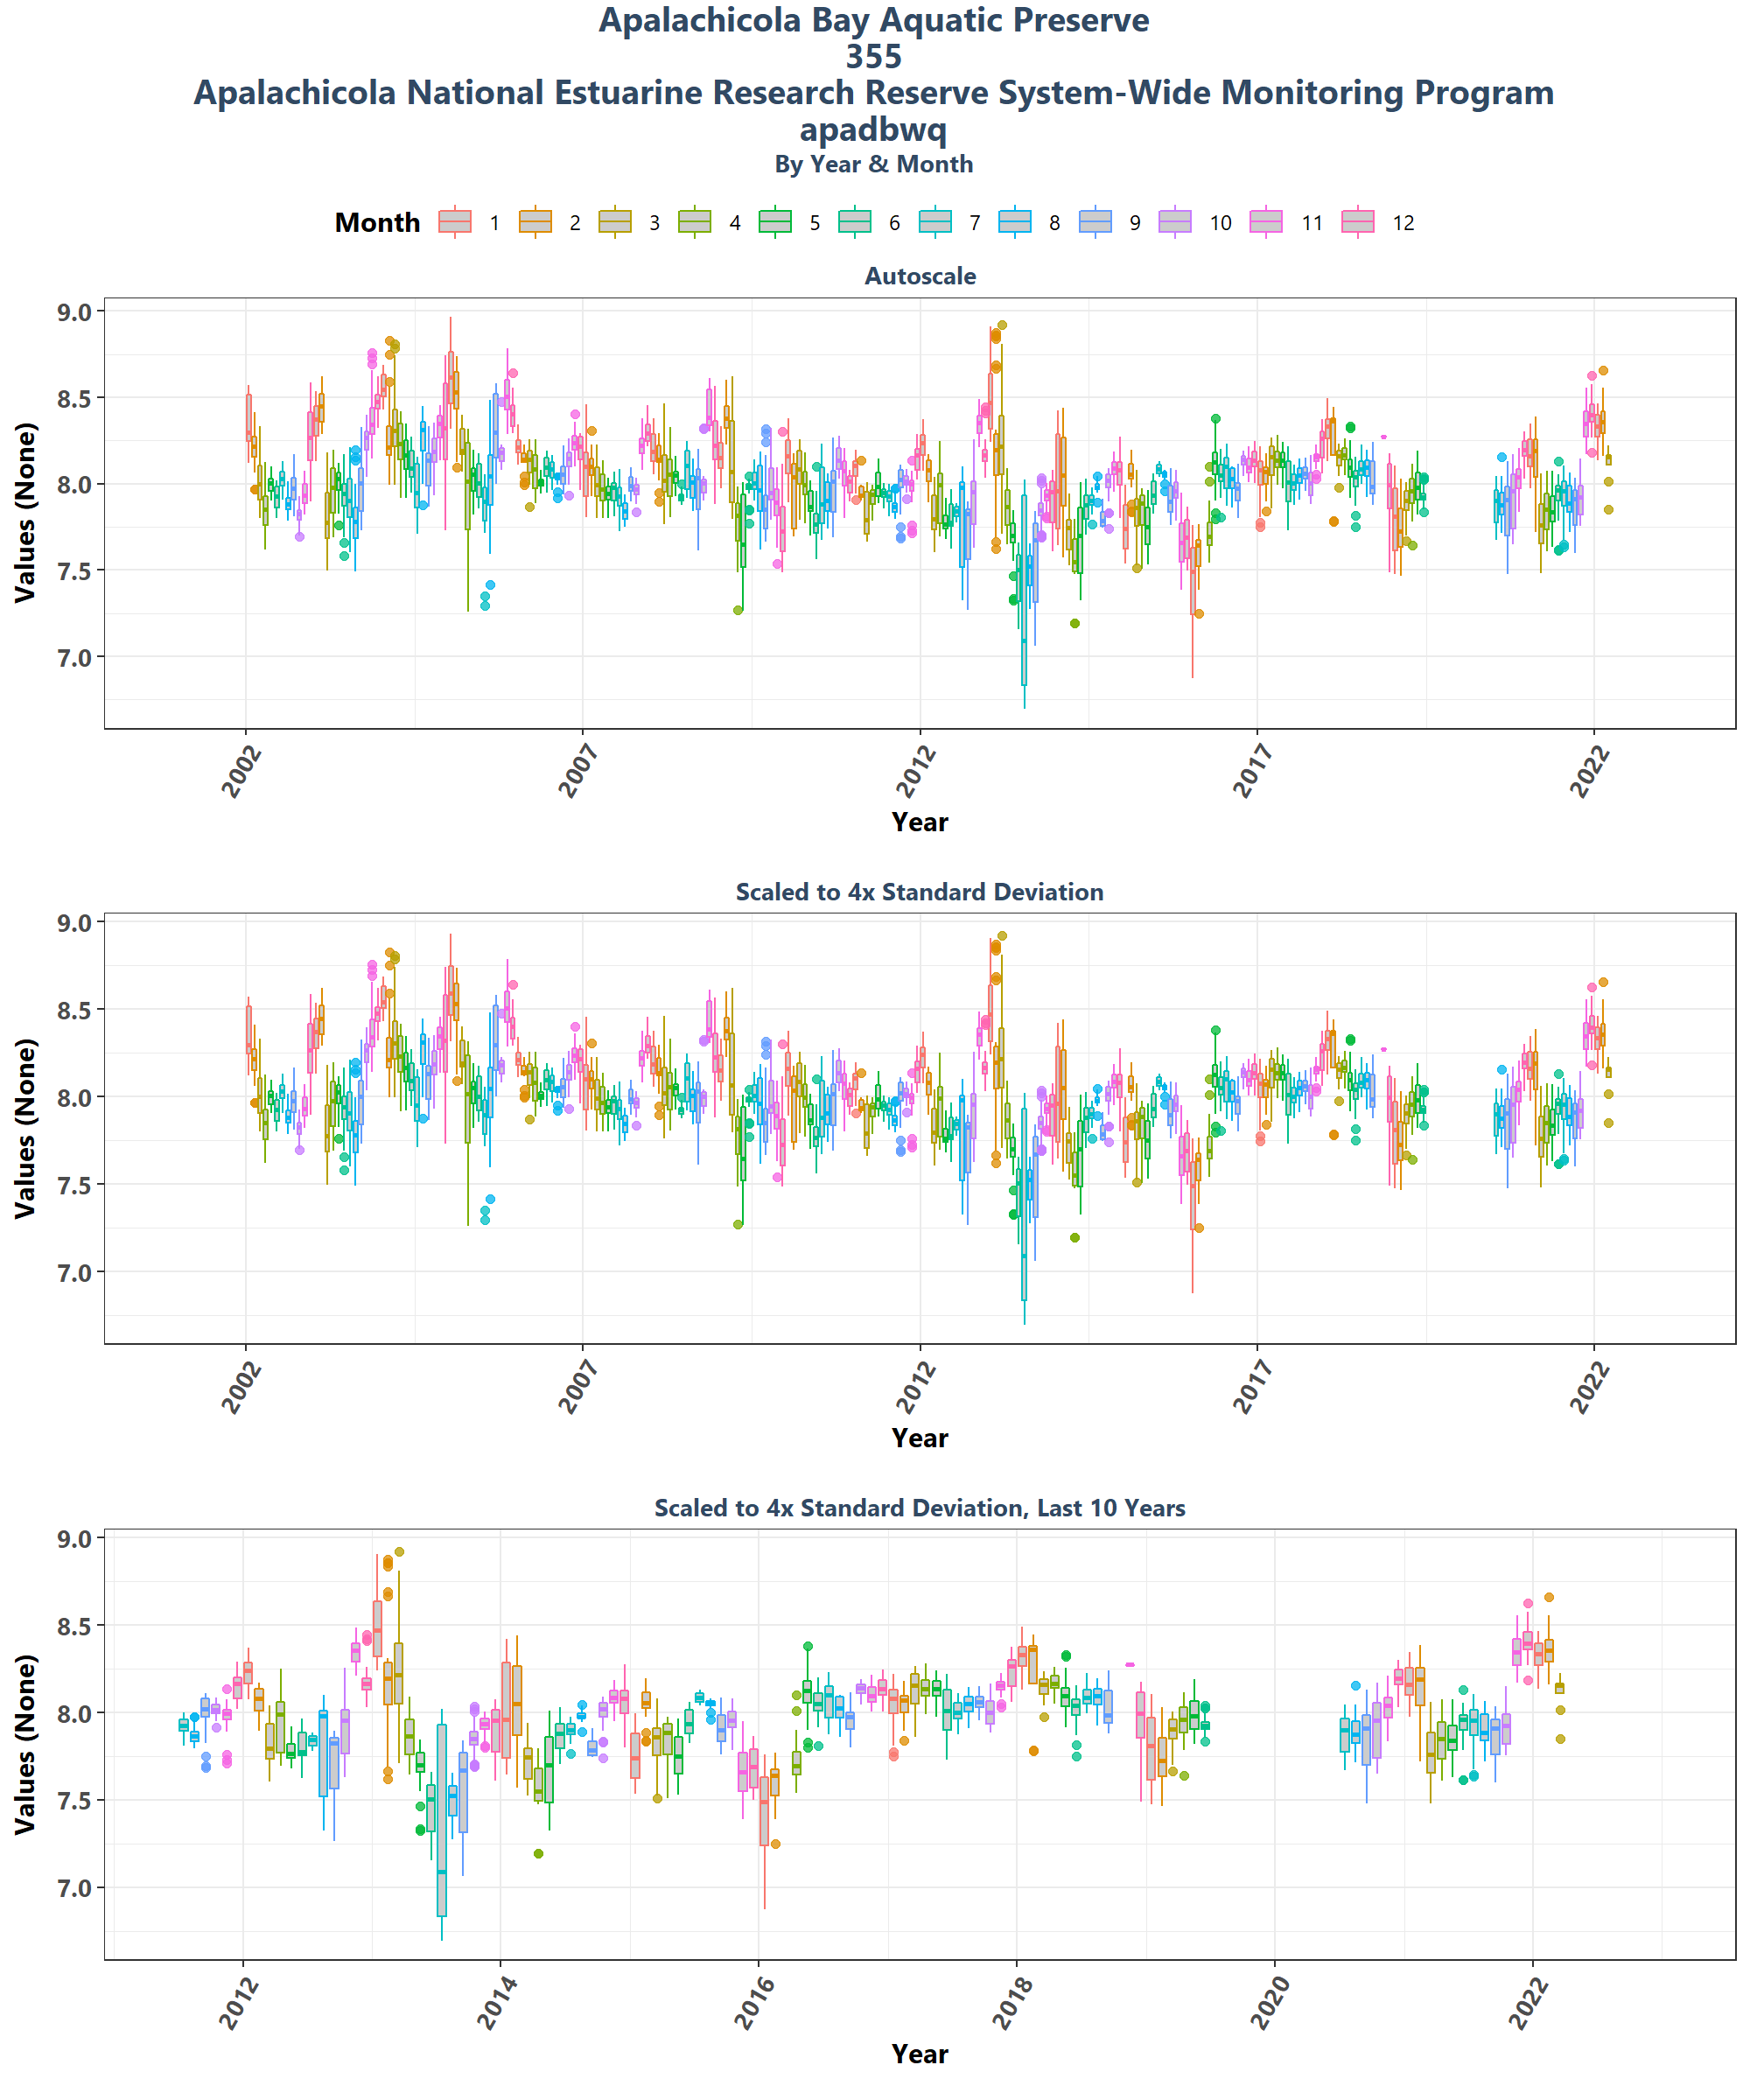 Apalachicola Bay Aquatic Preserve
355
Apalachicola National Estuarine Research Reserve System-Wide Monitoring Program
apadbwq
By Year & Month
Month 1 2 3 4 5 6 7 8 9 10 11 12
Autoscale
Values (None)
9.0
8.5
8.0
7.5
7.0
2002 2007 2012 2017 2022
Year
Scaled to 4x Standard Deviation
Values (None)
9.0
8.5
8.0
7.5
7.0
2002 2007 2012 2017 2022
Year
Scaled to 4x Standard Deviation, Last 10 Years
Values (None)
9.0
8.5
8.0
7.5
7.0
2012 2014 2016 2018 2020 2022
Year